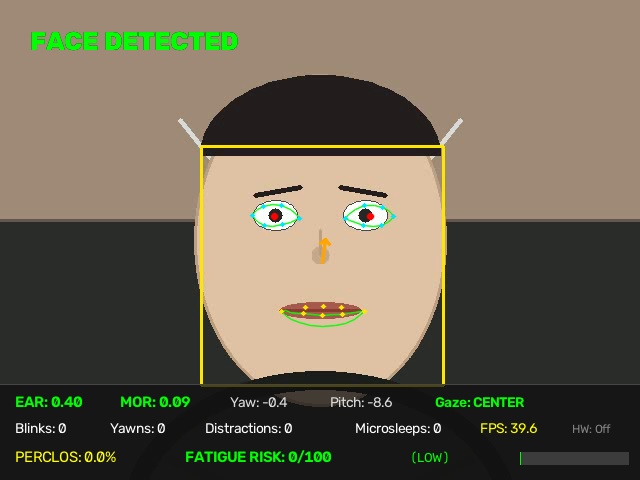 FACE DETECTED
EAR: 0.40 MOR: 0.09 Yaw: -0.4 Pitch: -8.6 Gaze: CENTER
Blinks: 0 Yawns: 0 Distractions: 0 Microsleeps: 0 FPS: 39.6 HW: Off
PERCLOS: 0.0% FATIGUE RISK: 0/100 (LOW)